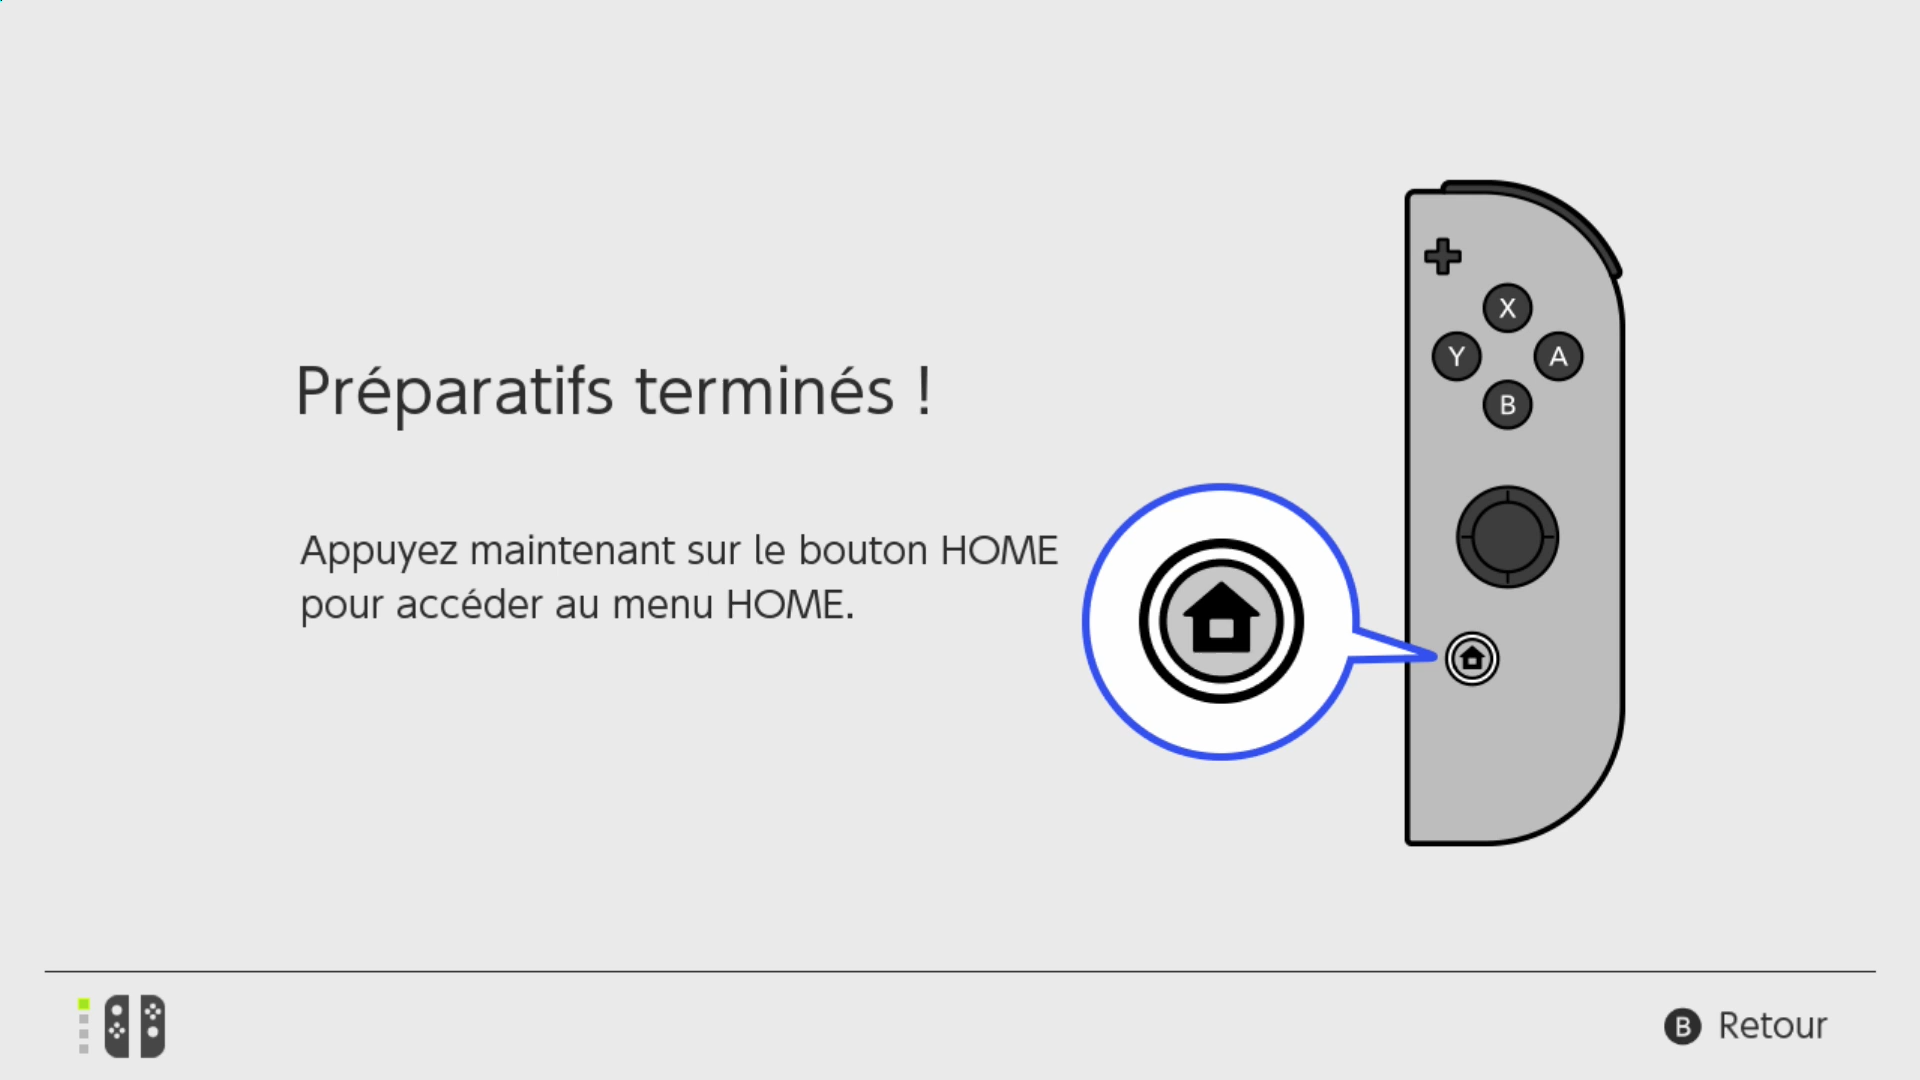 Préparatifs terminés !
Appuyez maintenant sur le bouton HOME
pour accéder au menu HOME.
X
Y
A
B
B Retour